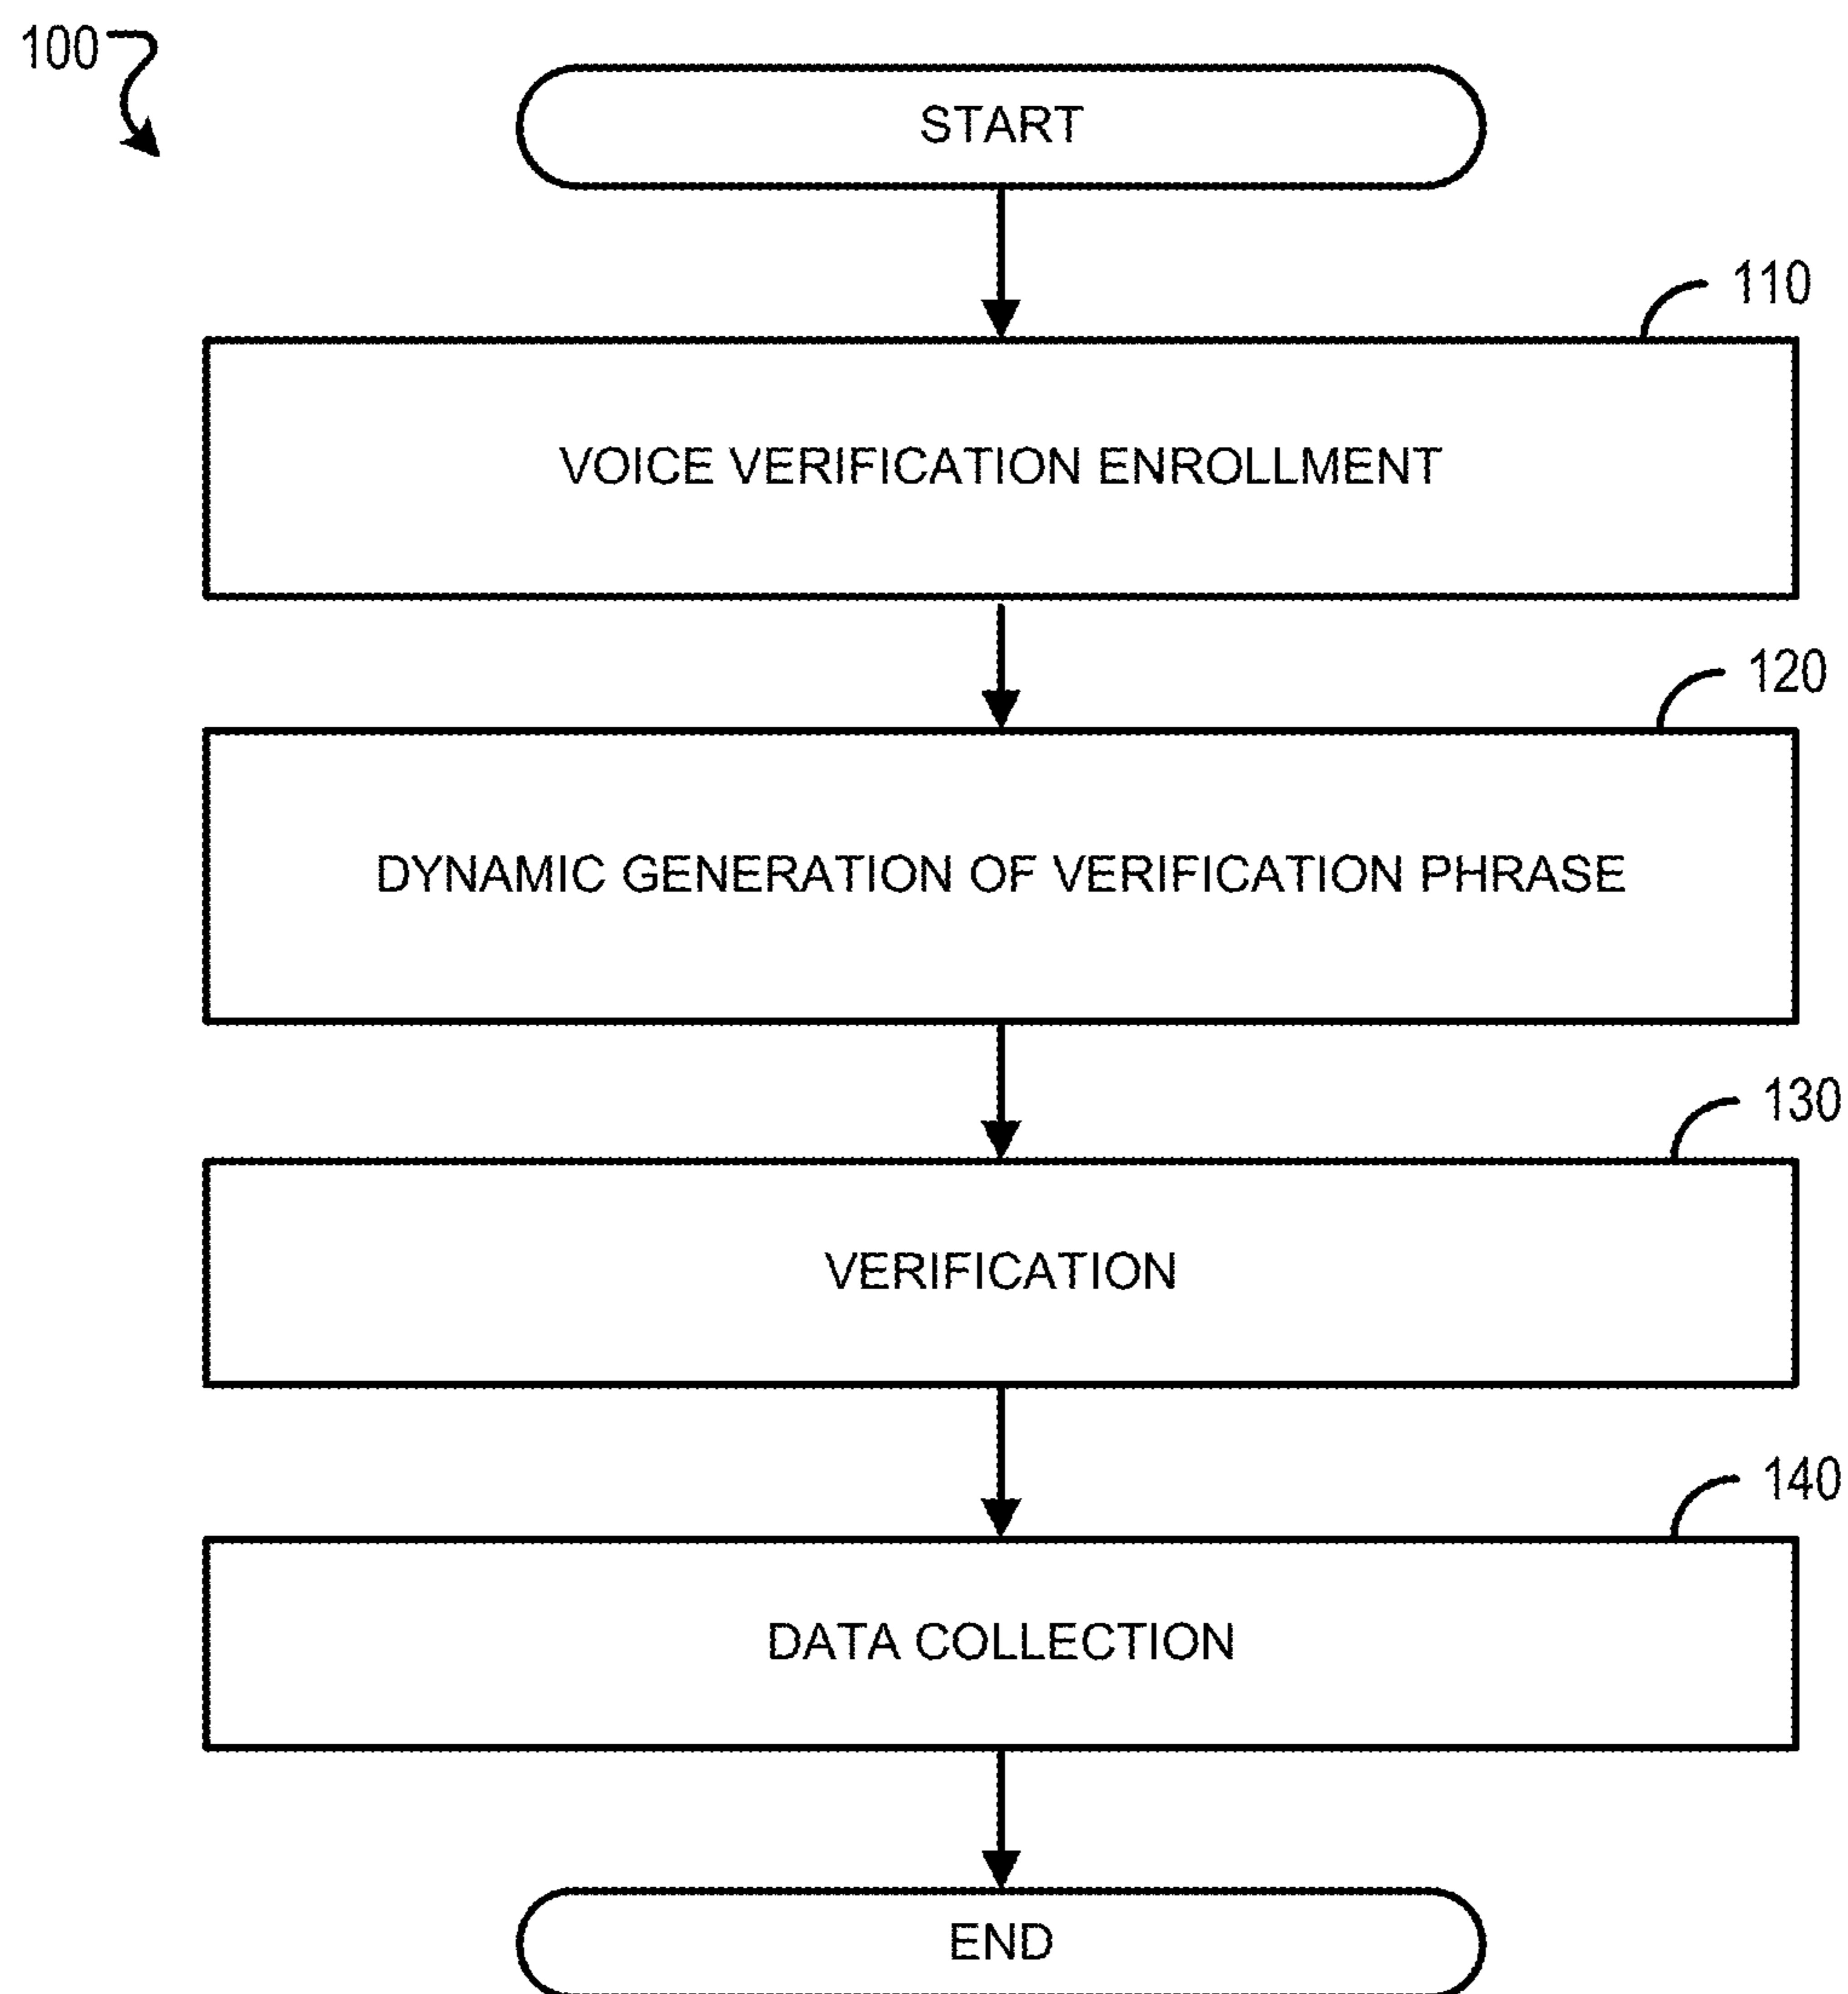 100
START
110
VOICE VERIFICATION ENROLLMENT
120
DYNAMIC GENERATION OF VERIFICATION PHRASE
130
VERIFICATION
140
DATA COLLECTION
END